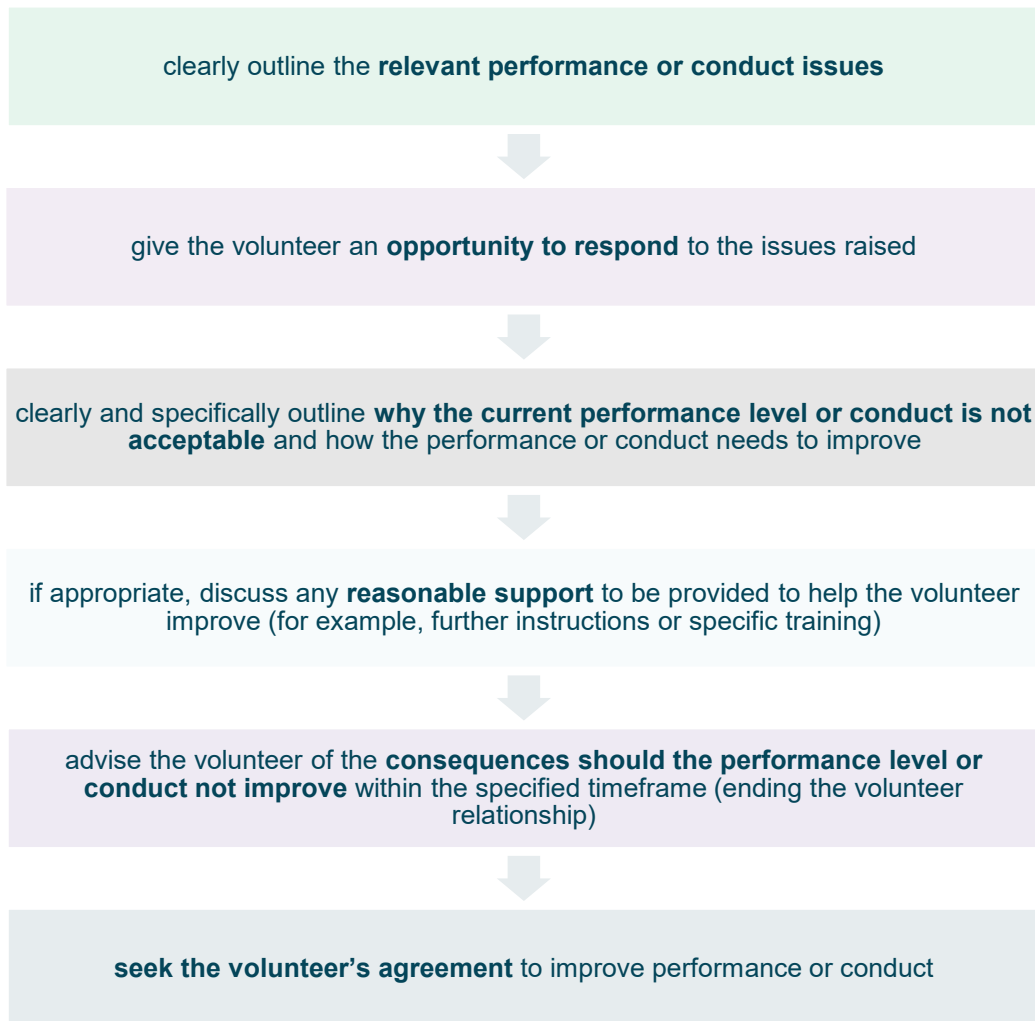 clearly outline the relevant performance or conduct issues
give the volunteer an opportunity to respond to the issues raised
clearly and specifically outline why the current performance level or conduct is not
acceptable and how the performance or conduct needs to improve
if appropriate, discuss any reasonable support to be provided to help the volunteer
improve (for example, further instructions or specific training)
advise the volunteer of the consequences should the performance level or
conduct not improve within the specified timeframe (ending the volunteer
relationship)
seek the volunteer’s agreement to improve performance or conduct